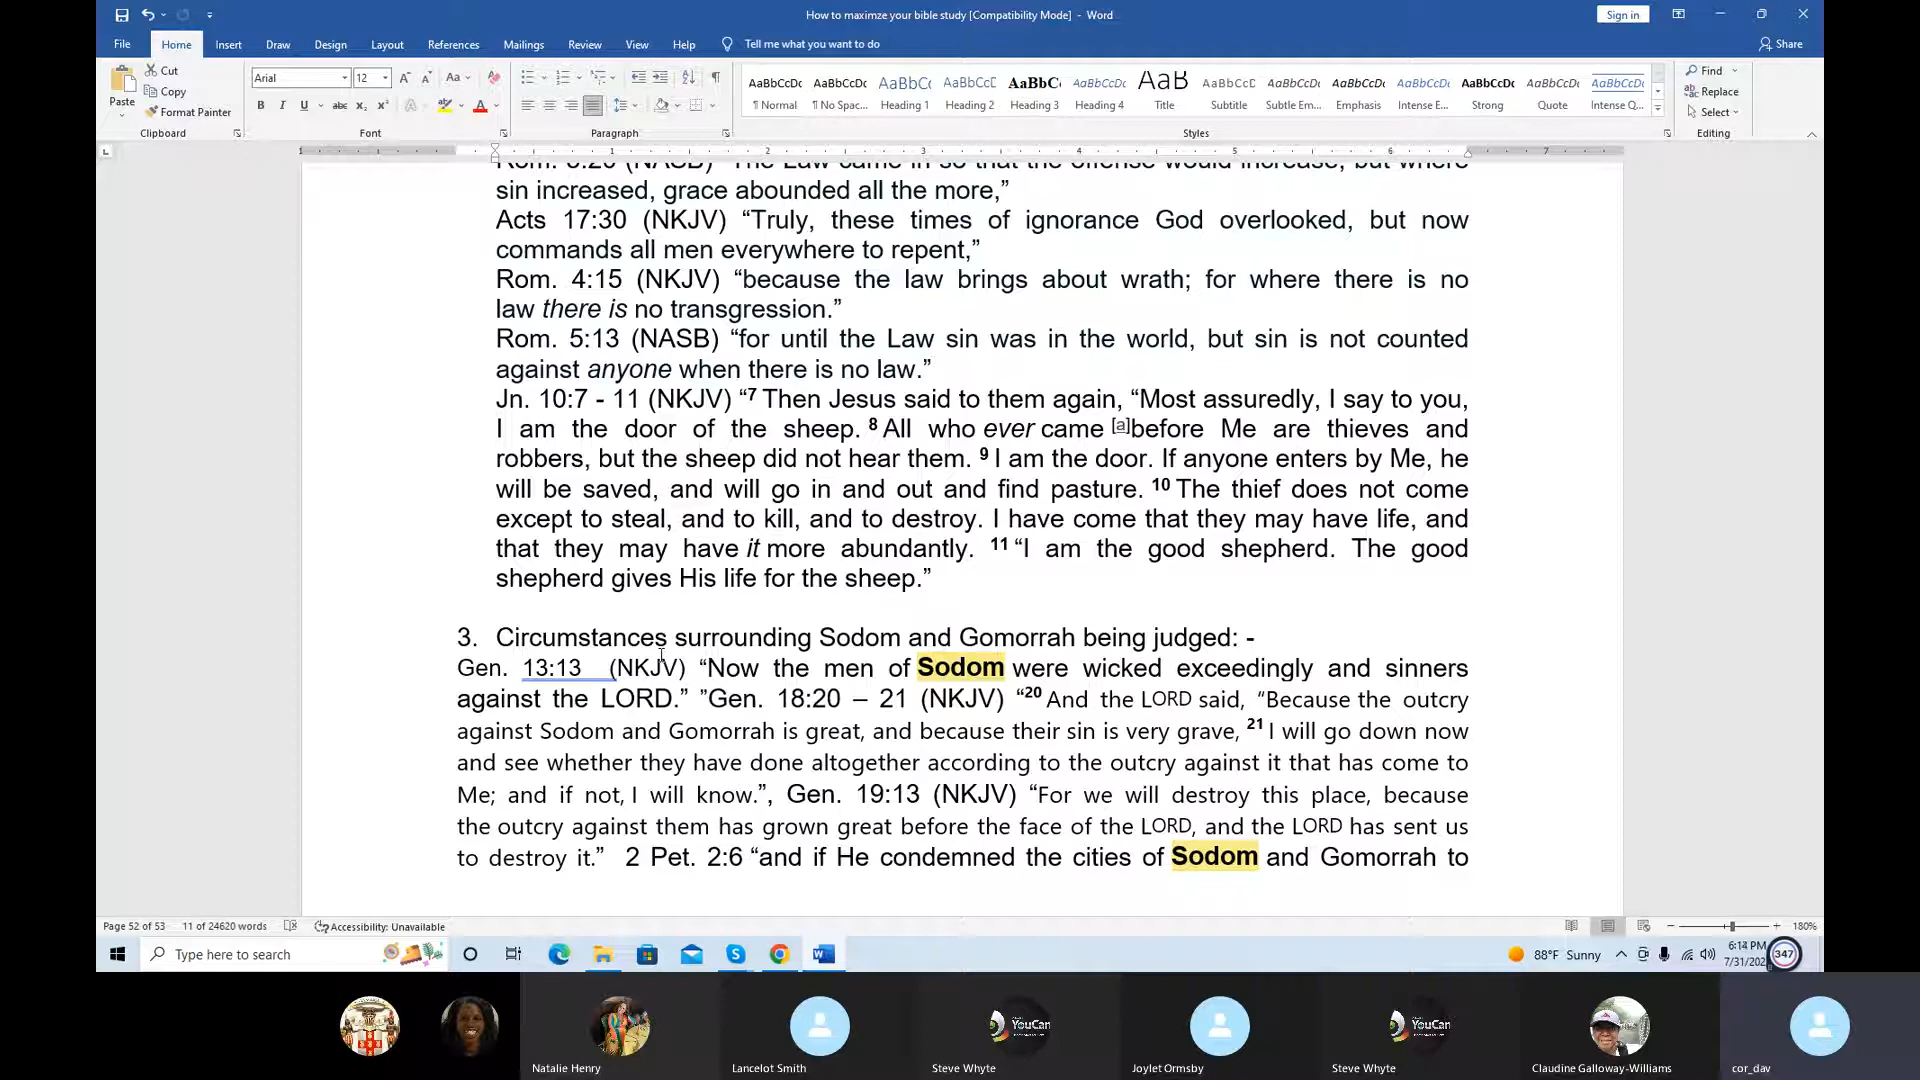 How to maximze your bible study [Compatibility Mode] - Word
Sign in
File Home Insert Draw Design Layout References Mailings Review View Help Tell me what you want to do
Share
Paste
Cut
Copy
Format Painter
Clipboard
Arial 12
Font
Paragraph
AaBbCcDc AaBbCcDc AaBbC( AaBbCcD AaBbC AaBbCcDc AaB AaBbCcD AaBbCcDc AaBbCcDc AaBbCcDc AaBbCcDc AaBbCcDc AaBbCcDc
¶ Normal ¶ No Spac... Heading 1 Heading 2 Heading 3 Heading 4 Title Subtitle Subtle Em... Emphasis Intense E... Strong Quote Intense Q...
Styles
Find
Replace
Select
Editing
sin increased, grace abounded all the more,”
Acts 17:30 (NKJV) “Truly, these times of ignorance God overlooked, but now
commands all men everywhere to repent,”
Rom. 4:15 (NKJV) “because the law brings about wrath; for where there is no
law there is no transgression.”
Rom. 5:13 (NASB) “for until the Law sin was in the world, but sin is not counted
against anyone when there is no law.”
Jn. 10:7 - 11 (NKJV) “7 Then Jesus said to them again, “Most assuredly, I say to you,
I am the door of the sheep. 8 All who ever came [a]before Me are thieves and
robbers, but the sheep did not hear them. 9 I am the door. If anyone enters by Me, he
will be saved, and will go in and out and find pasture. 10 The thief does not come
except to steal, and to kill, and to destroy. I have come that they may have life, and
that they may have it more abundantly. 11 “I am the good shepherd. The good
shepherd gives His life for the sheep.”
3. Circumstances surrounding Sodom and Gomorrah being judged: -
Gen. 13:13 (NKJV) “Now the men of Sodom were wicked exceedingly and sinners
against the LORD.” ”Gen. 18:20 – 21 (NKJV) “20 And the LORD said, “Because the outcry
against Sodom and Gomorrah is great, and because their sin is very grave, 21 I will go down now
and see whether they have done altogether according to the outcry against it that has come to
Me; and if not, I will know.”, Gen. 19:13 (NKJV) “For we will destroy this place, because
the outcry against them has grown great before the face of the LORD, and the LORD has sent us
to destroy it.” 2 Pet. 2:6 “and if He condemned the cities of Sodom and Gomorrah to
Page 52 of 53 11 of 24620 words Accessibility: Unavailable 180%
Type here to search
88°F Sunny
6:14 PM
7/31/202
347
YouCan
YouCan
Natalie Henry
Lancelot Smith
Steve Whyte
Joylet Ormsby
Steve Whyte
Claudine Galloway-Williams
cor_dav